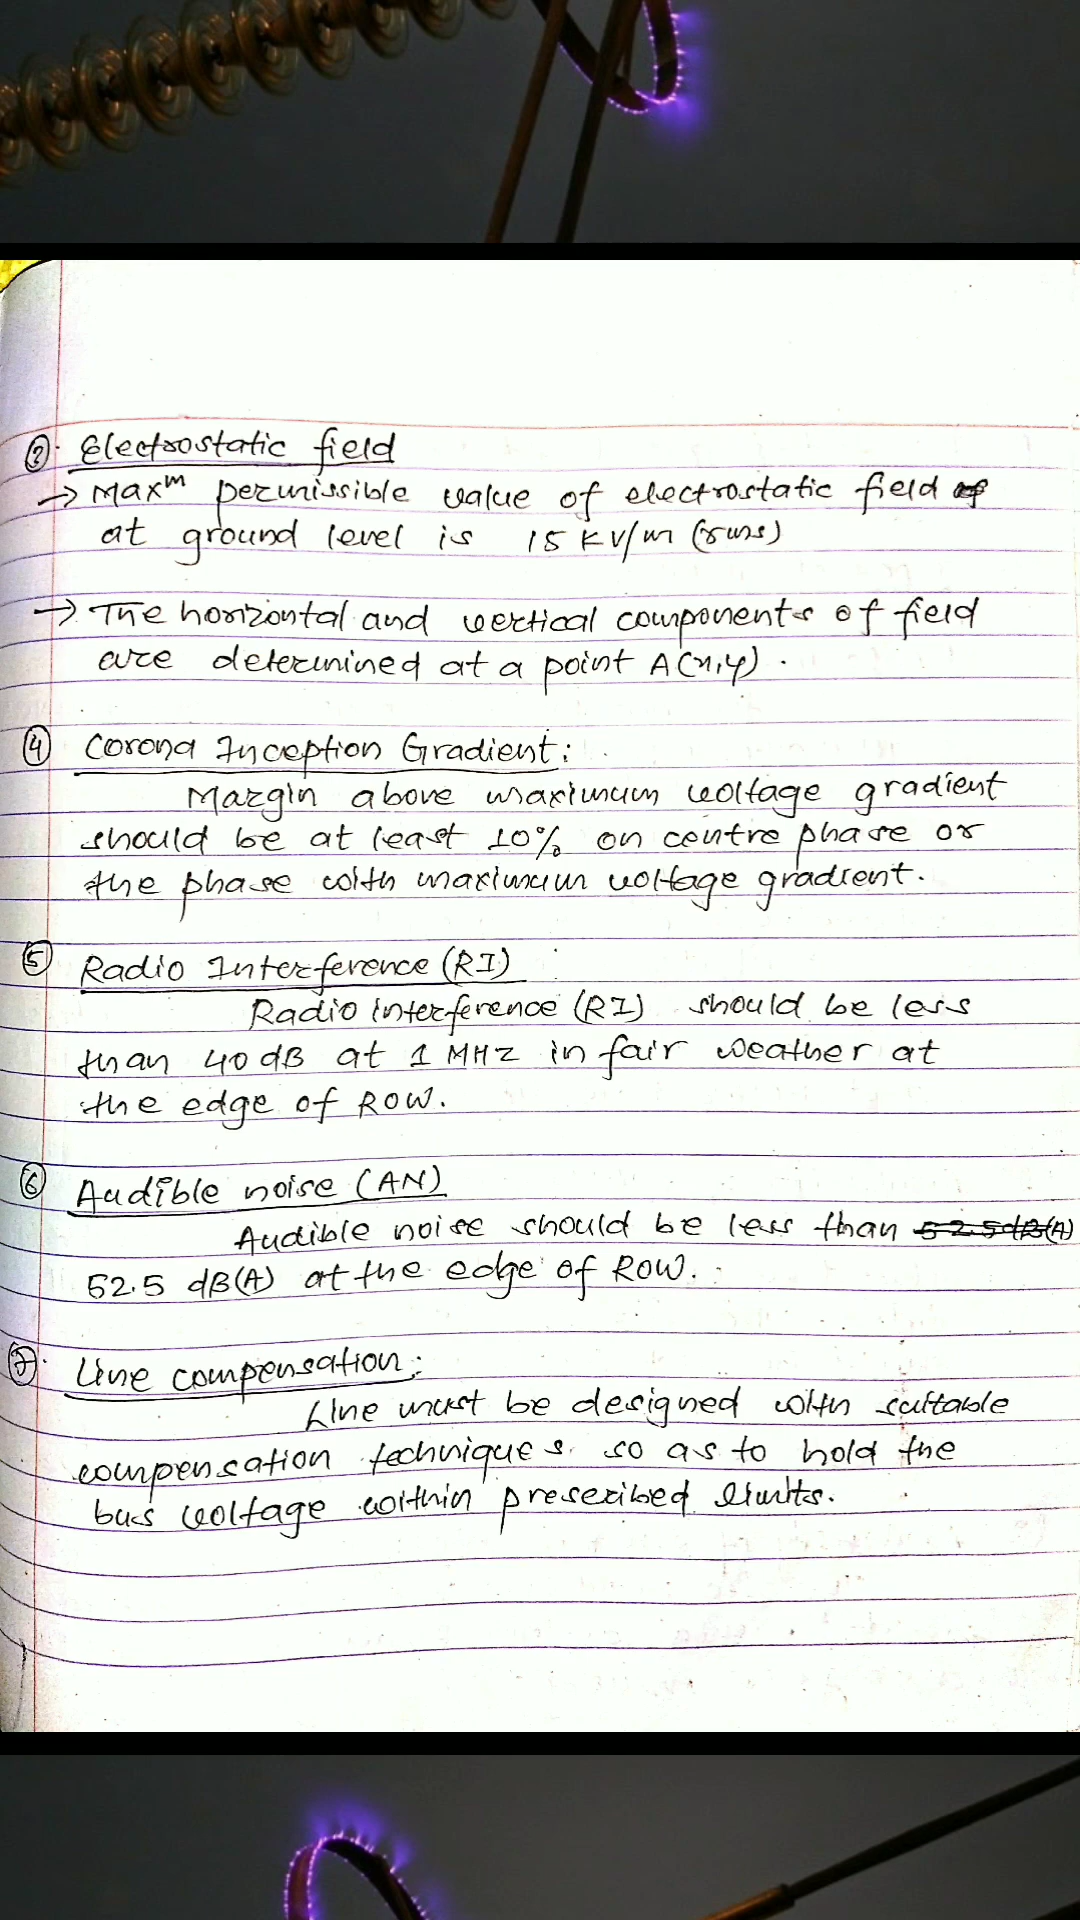 ③. Electrostatic field
→ Maxᵐ permissible value of electrostatic field
at ground level is 15 KV/m (rms)
→ The horizontal and vertical components of field
are determined at a point A(x,y).
④ Corona Inception Gradient:
Margin above maximum voltage gradient
should be at least 10% on centre phase or
the phase with maximum voltage gradient.
⑤ Radio Interference (RI)
Radio interference (RI) should be less
than 40 dB at 1 MHz in fair weather at
the edge of ROW.
⑥ Audible noise (AN)
Audible noise should be less than 52.5 dB(A)
52.5 dB(A) at the edge of ROW.
⑦. Line compensation:
Line must be designed with suitable
compensation techniques so as to hold the
bus voltage within prescribed limits.